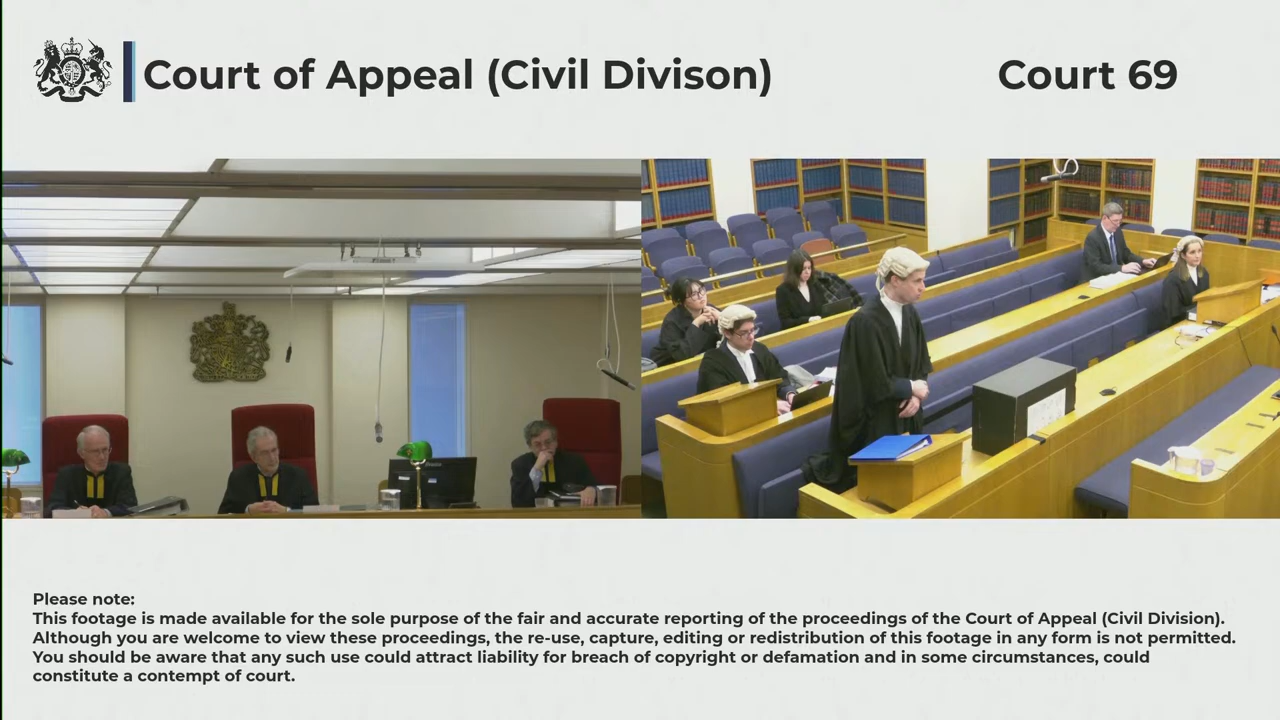 Court of Appeal (Civil Divison)
Court 69
Please note:
This footage is made available for the sole purpose of the fair and accurate reporting of the proceedings of the Court of Appeal (Civil Division).
Although you are welcome to view these proceedings, the re-use, capture, editing or redistribution of this footage in any form is not permitted.
You should be aware that any such use could attract liability for breach of copyright or defamation and in some circumstances, could
constitute a contempt of court.